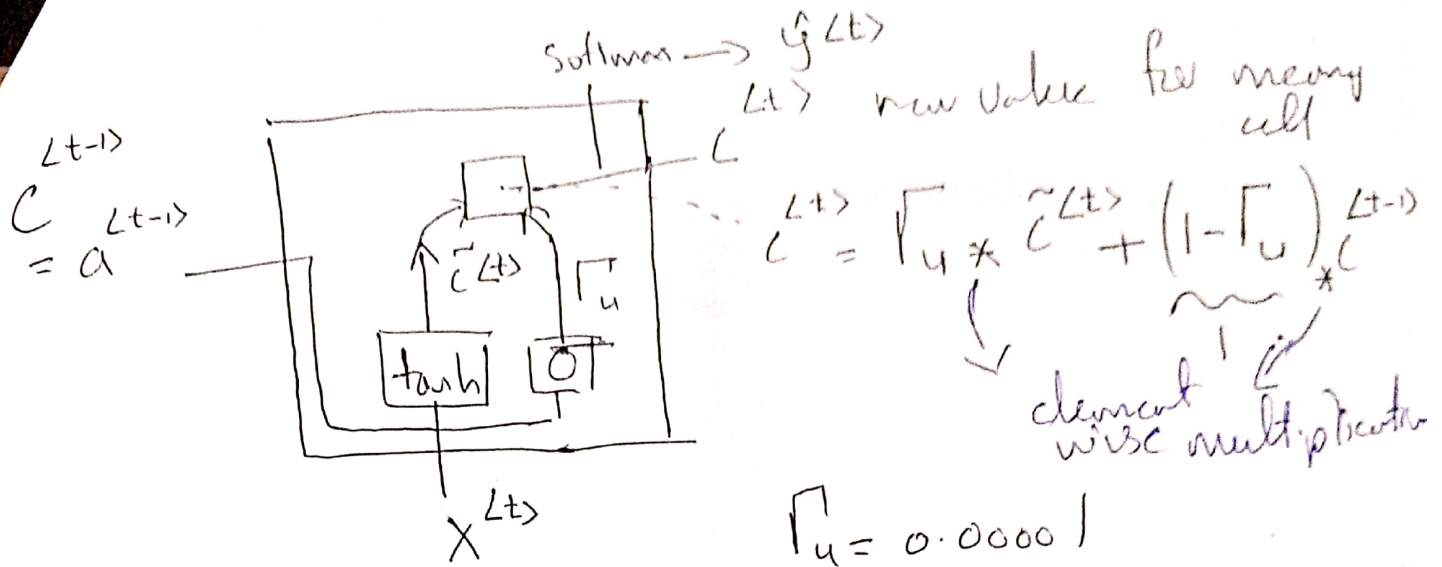 Softmax → ŷ<t>
c<t> new value for memory cell
c<t-1> = a<t-1>
c̃<t>
Γu
c<t> = Γu * c̃<t> + (1-Γu) * c<t-1>
tanh
σ
element wise multiplication
x<t>
Γu = 0.00001